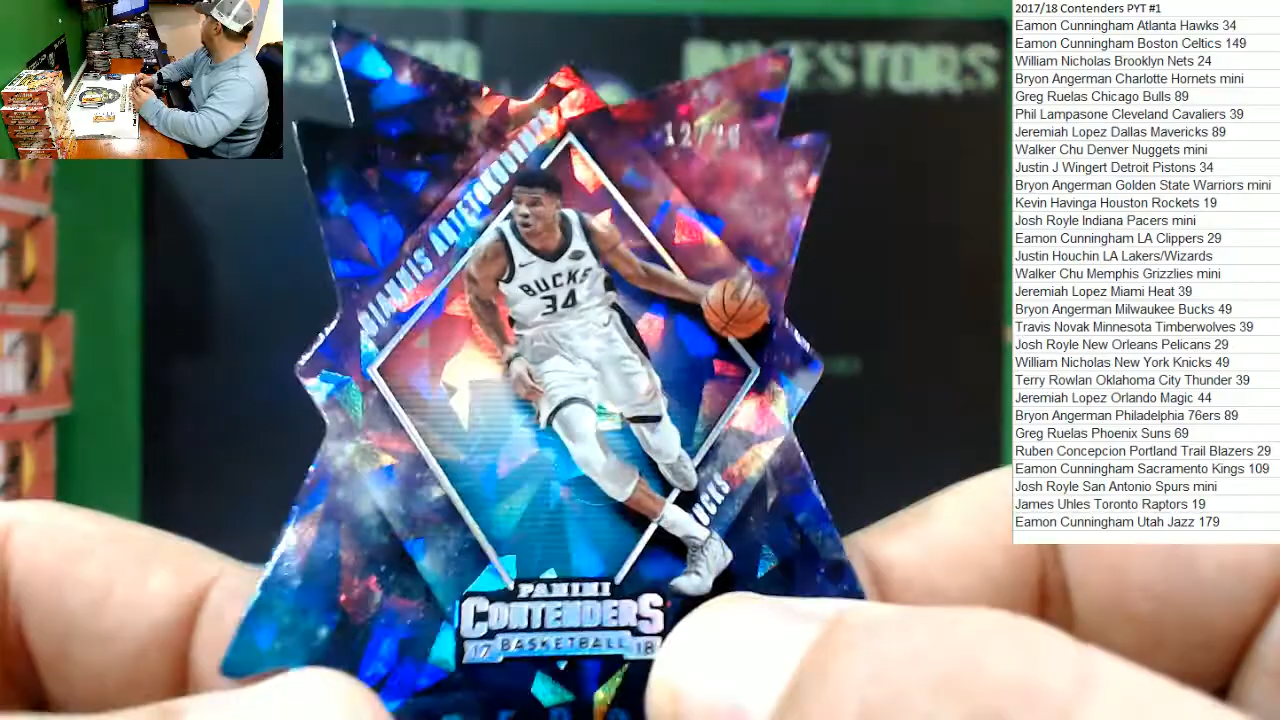 2017/18 Contenders PYT #1
Eamon Cunningham Atlanta Hawks 34
Eamon Cunningham Boston Celtics 149
William Nicholas Brooklyn Nets 24
Bryon Angerman Charlotte Hornets mini
Greg Ruelas Chicago Bulls 89
Phil Lampasone Cleveland Cavaliers 39
Jeremiah Lopez Dallas Mavericks 89
Walker Chu Denver Nuggets mini
Justin J Wingert Detroit Pistons 34
Bryon Angerman Golden State Warriors mini
Kevin Havinga Houston Rockets 19
Josh Royle Indiana Pacers mini
Eamon Cunningham LA Clippers 29
Justin Houchin LA Lakers/Wizards
Walker Chu Memphis Grizzlies mini
Jeremiah Lopez Miami Heat 39
Bryon Angerman Milwaukee Bucks 49
Travis Novak Minnesota Timberwolves 39
Josh Royle New Orleans Pelicans 29
William Nicholas New York Knicks 49
Terry Rowlan Oklahoma City Thunder 39
Jeremiah Lopez Orlando Magic 44
Bryon Angerman Philadelphia 76ers 89
Greg Ruelas Phoenix Suns 69
Ruben Concepcion Portland Trail Blazers 29
Eamon Cunningham Sacramento Kings 109
Josh Royle San Antonio Spurs mini
James Uhles Toronto Raptors 19
Eamon Cunningham Utah Jazz 179
INVESTORS
GIANNIS ANTETOKOUNMPO
BUCKS
34
BUCKS
PANINI
CONTENDERS
17 BASKETBALL 18